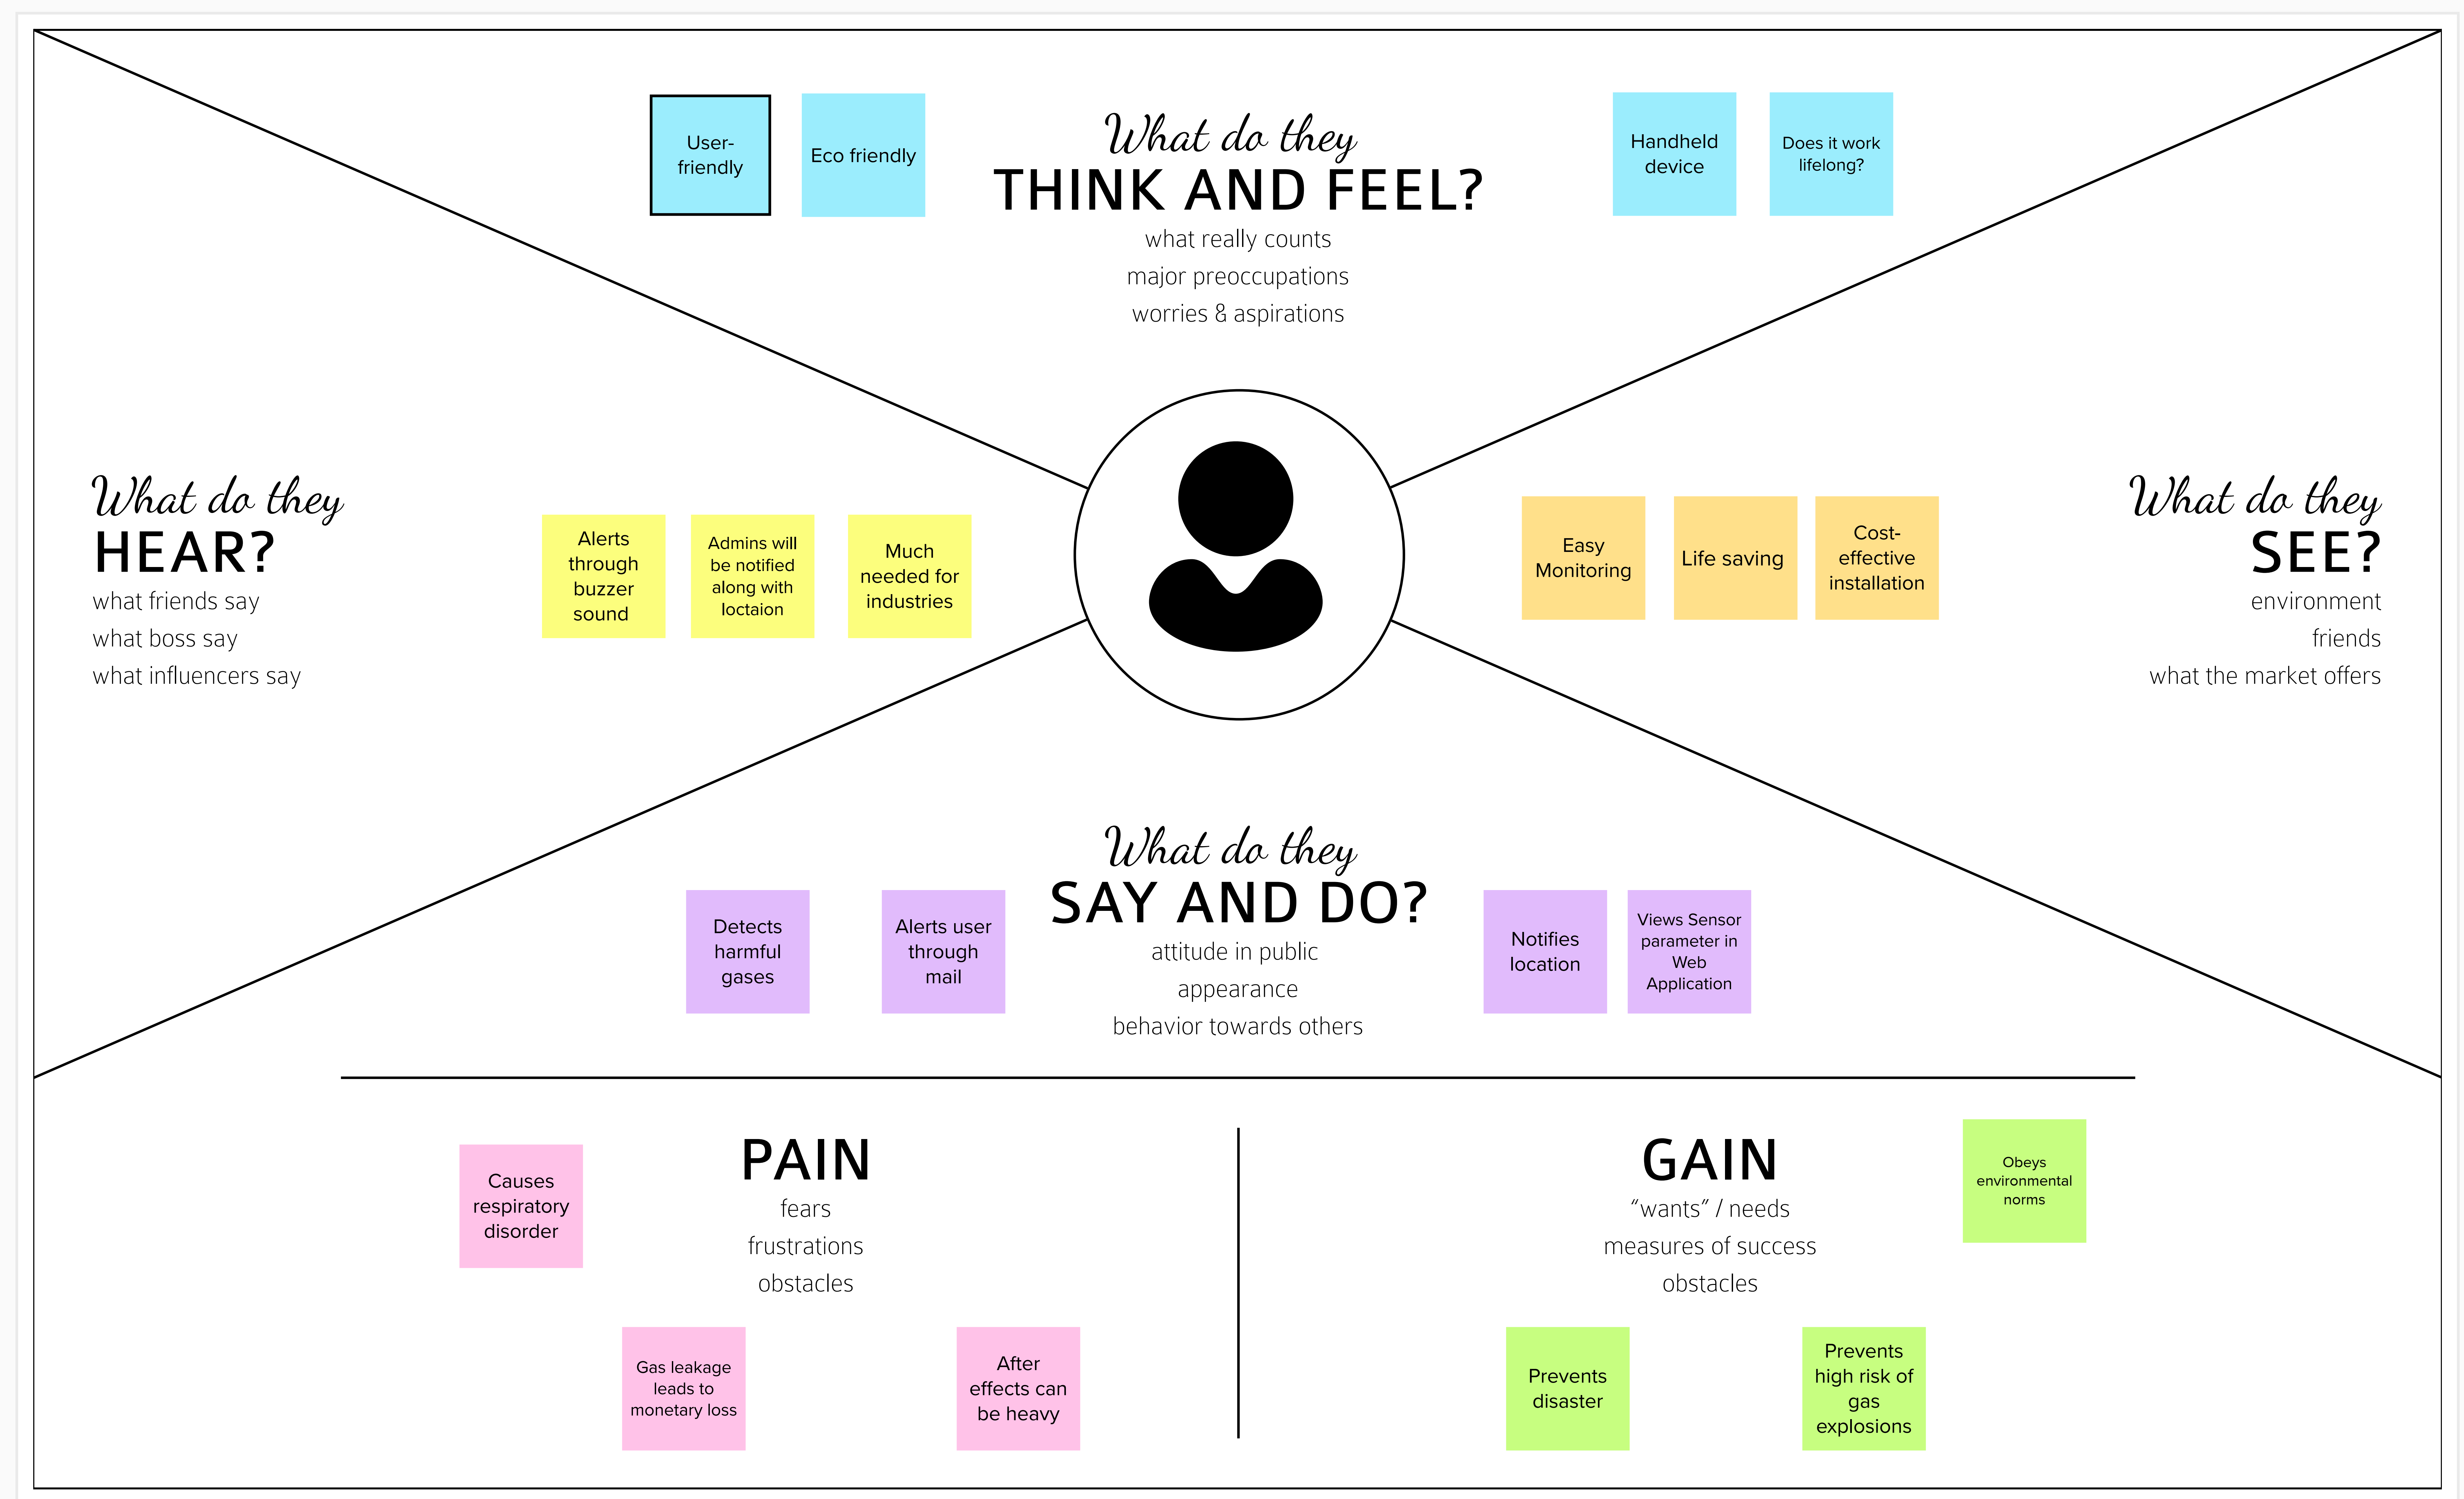 User-
friendly
Eco friendly
What do they
THINK AND FEEL?
what really counts
major preoccupations
worries & aspirations
Handheld
device
Does it work
lifelong?
What do they
HEAR?
what friends say
what boss say
what influencers say
Alerts
through
buzzer
sound
Admins will
be notified
along with
loctaion
Much
needed for
industries
Easy
Monitoring
Life saving
Cost-
effective
installation
What do they
SEE?
environment
friends
what the market offers
Detects
harmful
gases
Alerts user
through
mail
What do they
SAY AND DO?
attitude in public
appearance
behavior towards others
Notifies
location
Views Sensor
parameter in
Web
Application
Causes
respiratory
disorder
PAIN
fears
frustrations
obstacles
Gas leakage
leads to
monetary loss
After
effects can
be heavy
GAIN
“wants” / needs
measures of success
obstacles
Obeys
environmental
norms
Prevents
disaster
Prevents
high risk of
gas
explosions